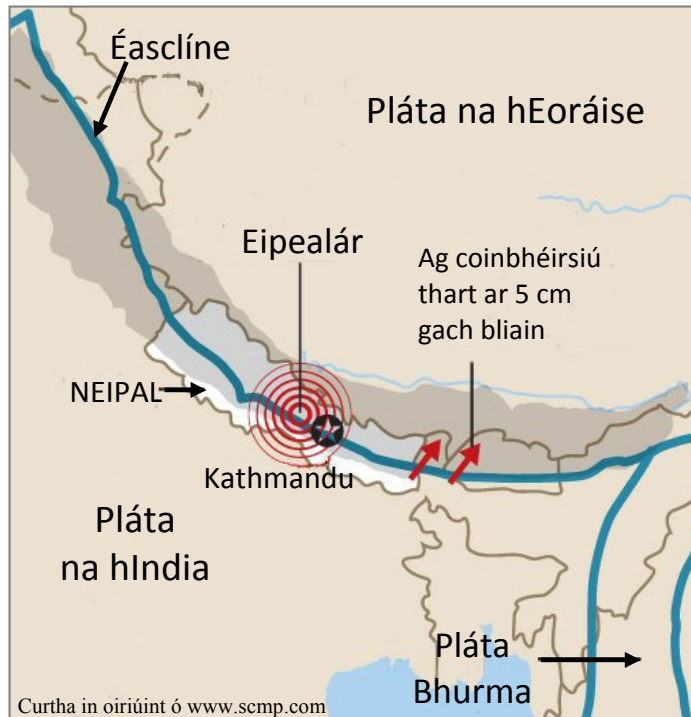 Éasclíne
Pláta na hEoráise
Eipealár
Ag coinbhéirsiú
thart ar 5 cm
gach bliain
NEIPAL
Kathmandu
Pláta
na hIndia
Pláta
Bhurma
Curtha in oiriúint ó www.scmp.com